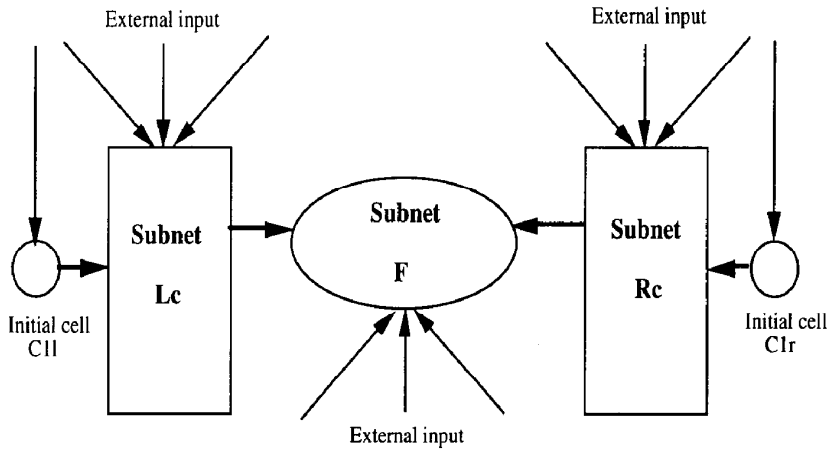 External input
External input
Subnet
Lc
Subnet
F
Subnet
Rc
Initial cell
C1l
Initial cell
C1r
External input